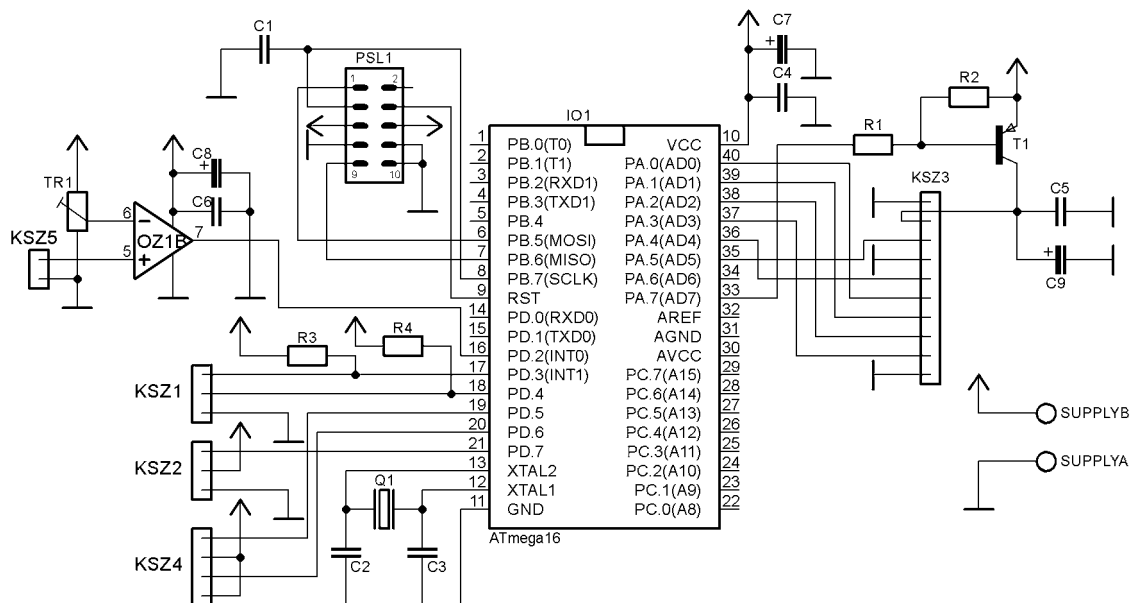 C1
PSL1
1 2
9 10
C7
+
C4
R2
R1
T1
IO1
1 PB.0(T0) VCC 10
2 PB.1(T1) PA.0(AD0) 40
3 PB.2(RXD1) PA.1(AD1) 39
4 PB.3(TXD1) PA.2(AD2) 38
5 PB.4 PA.3(AD3) 37
6 PB.5(MOSI) PA.4(AD4) 36
7 PB.6(MISO) PA.5(AD5) 35
8 PB.7(SCLK) PA.6(AD6) 34
9 RST PA.7(AD7) 33
14 PD.0(RXD0) AREF 32
15 PD.1(TXD0) AGND 31
16 PD.2(INT0) AVCC 30
17 PD.3(INT1) PC.7(A15) 29
18 PD.4 PC.6(A14) 28
19 PD.5 PC.5(A13) 27
20 PD.6 PC.4(A12) 26
21 PD.7 PC.3(A11) 25
13 XTAL2 PC.2(A10) 24
12 XTAL1 PC.1(A9) 23
11 GND PC.0(A8) 22
ATmega16
C8
+
C6
TR1
6 −
OZ1B 7
5 +
KSZ5
KSZ3
C5
+
C9
R3
R4
KSZ1
KSZ2
KSZ4
Q1
C2
C3
SUPPLYB
SUPPLYA